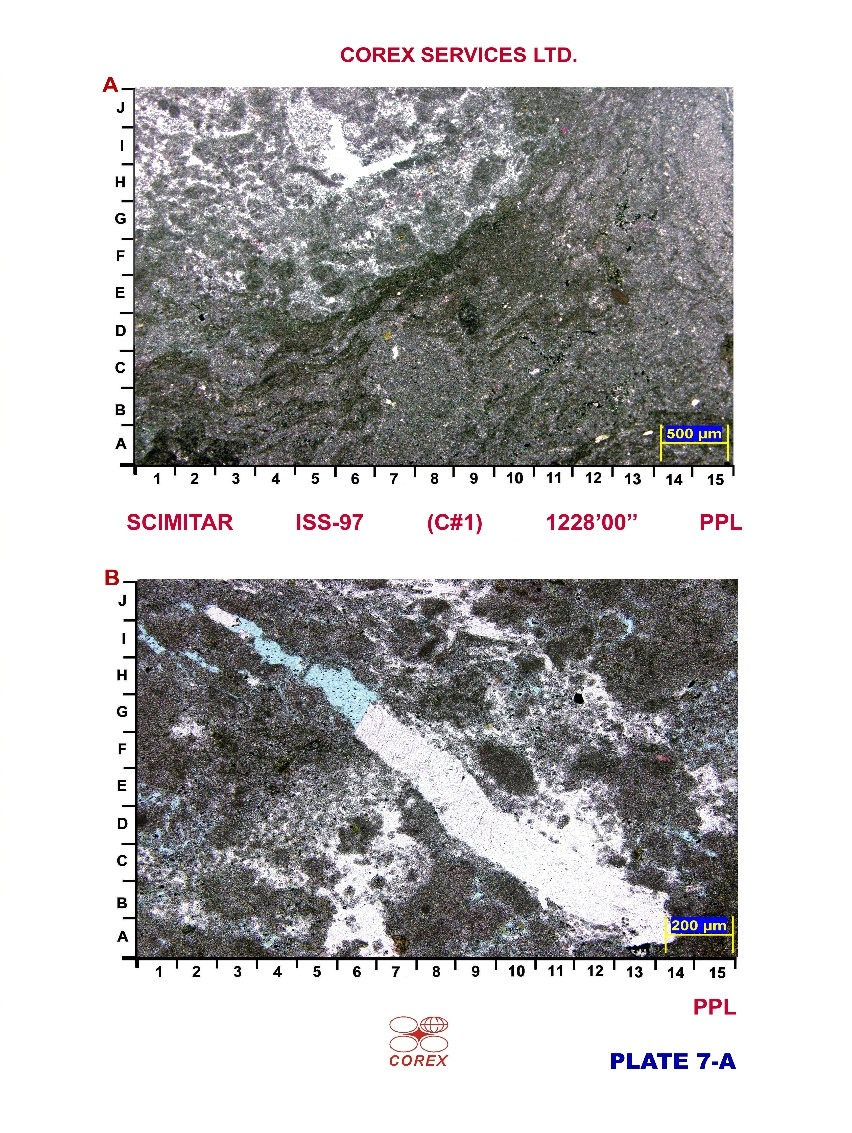 COREX SERVICES LTD.
A
J
I
H
G
F
E
D
C
B
A
500 µm
1 2 3 4 5 6 7 8 9 10 11 12 13 14 15
SCIMITAR ISS-97 (C#1) 1228’00” PPL
B
J
I
H
G
F
E
D
C
B
A
200 µm
1 2 3 4 5 6 7 8 9 10 11 12 13 14 15
PPL
COREX
PLATE 7-A